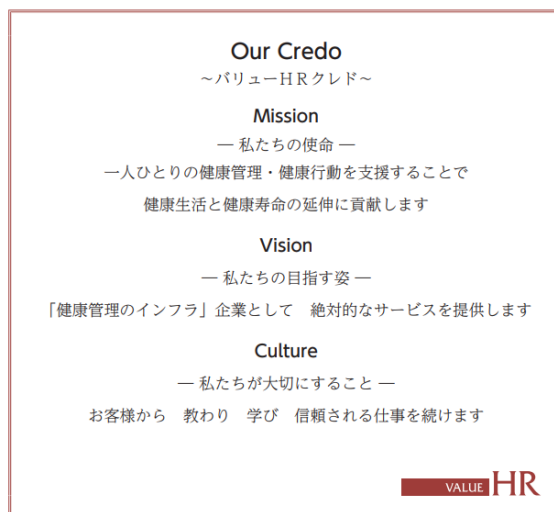 Our Credo
～バリューＨＲクレド～
Mission
― 私たちの使命 ―
一人ひとりの健康管理・健康行動を支援することで
健康生活と健康寿命の延伸に貢献します
Vision
― 私たちの目指す姿 ―
「健康管理のインフラ」企業として　絶対的なサービスを提供します
Culture
― 私たちが大切にすること ―
お客様から　教わり　学び　信頼される仕事を続けます
VALUE HR